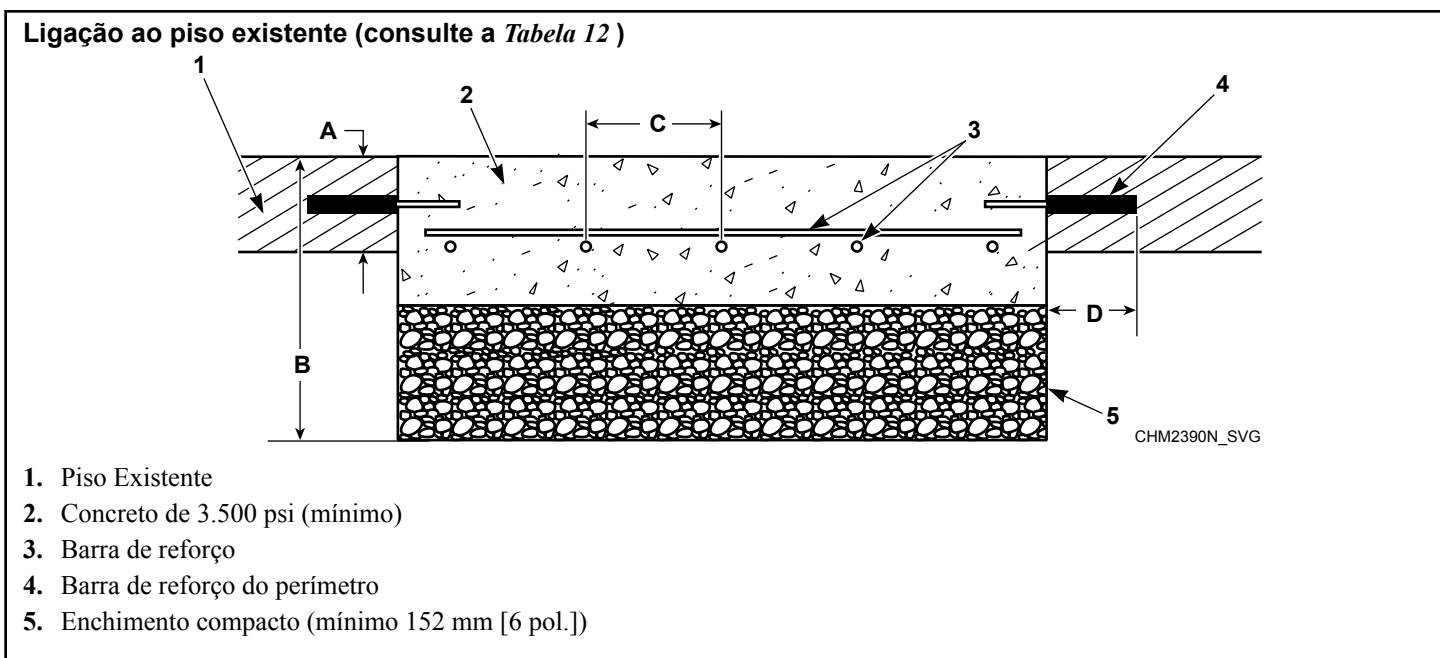 Ligação ao piso existente (consulte a Tabela 12 )
1
2
4
A
C
3
B
D
5
CHM2390N_SVG
1. Piso Existente
2. Concreto de 3.500 psi (mínimo)
3. Barra de reforço
4. Barra de reforço do perímetro
5. Enchimento compacto (mínimo 152 mm [6 pol.])